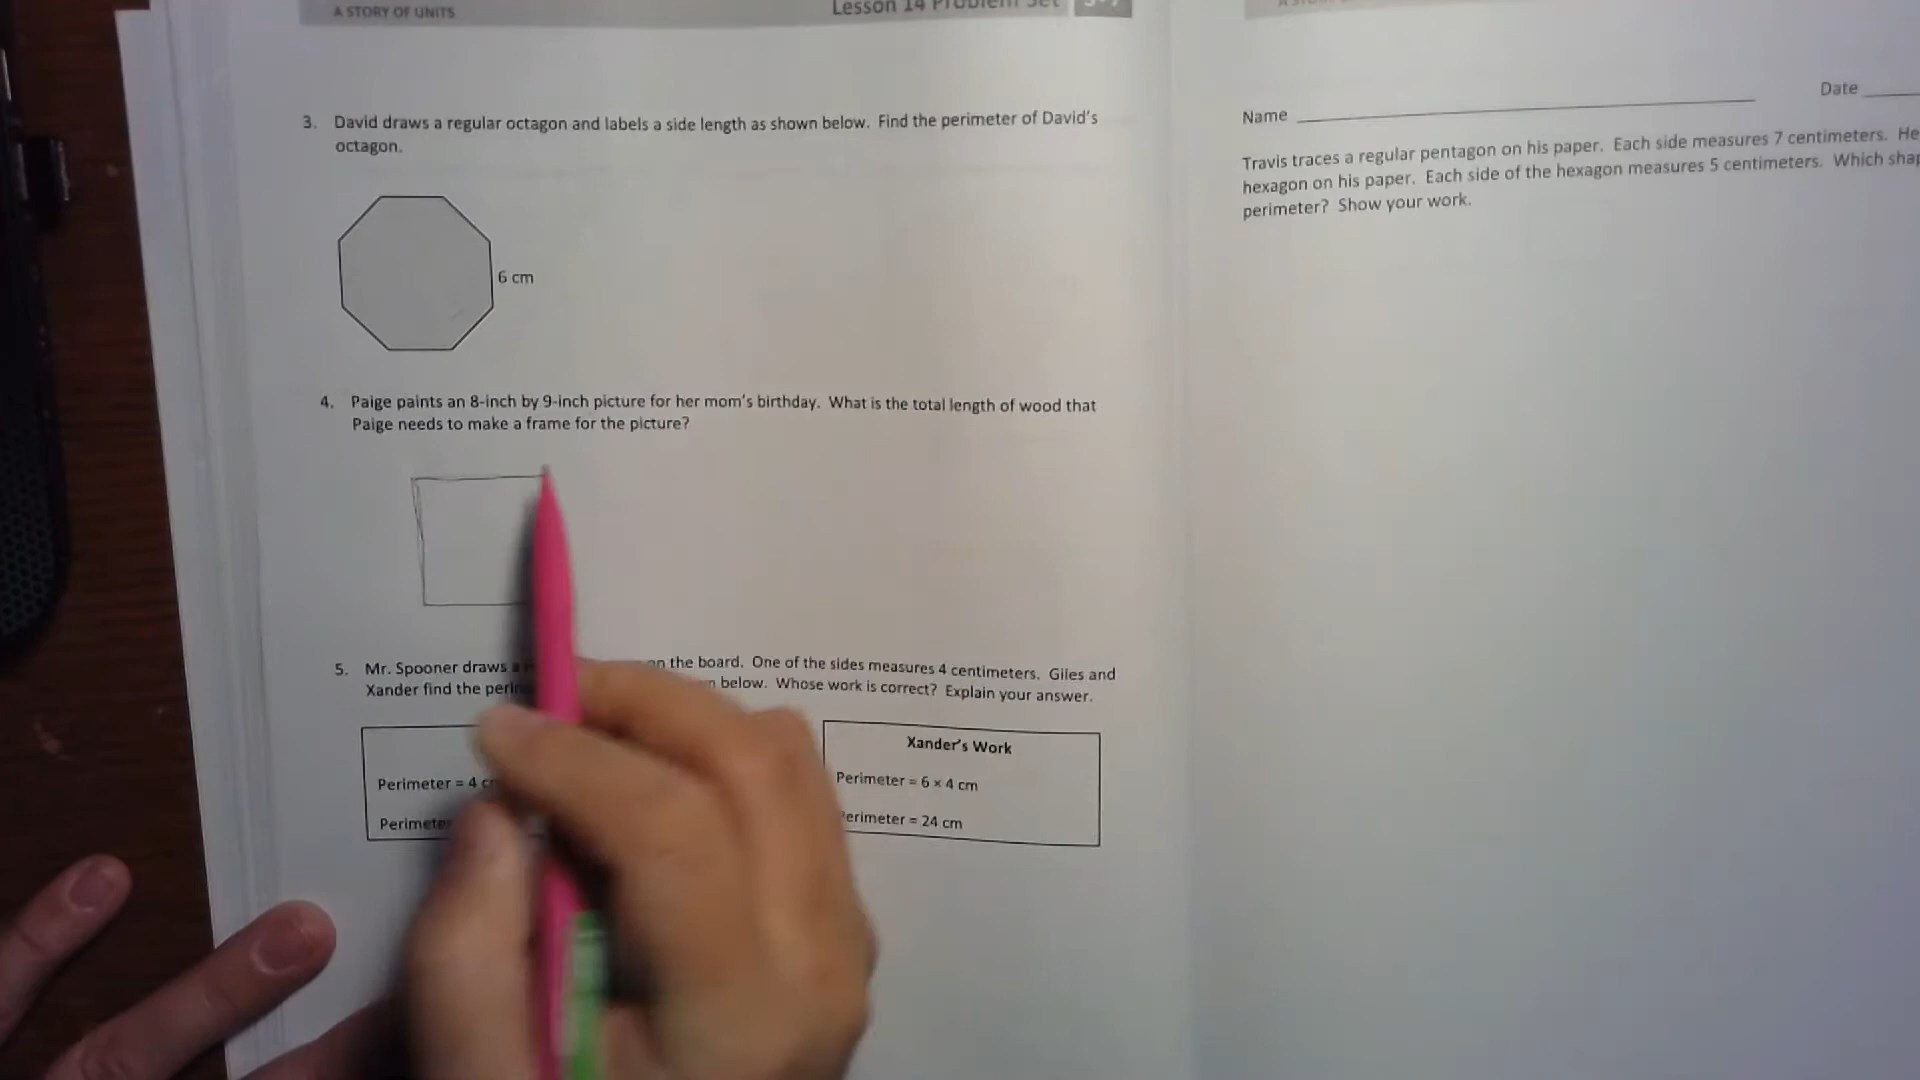 A STORY OF UNITS
Lesson 14 Problem Set
3. David draws a regular octagon and labels a side length as shown below. Find the perimeter of David's
octagon.
6 cm
4. Paige paints an 8-inch by 9-inch picture for her mom's birthday. What is the total length of wood that
Paige needs to make a frame for the picture?
5. Mr. Spooner draws a on the board. One of the sides measures 4 centimeters. Giles and
Xander find the below. Whose work is correct? Explain your answer.
Perimeter = 4
Perimeter
Xander's Work
Perimeter = 6 × 4 cm
Perimeter = 24 cm
Name
Date
Travis traces a regular pentagon on his paper. Each side measures 7 centimeters. He
hexagon on his paper. Each side of the hexagon measures 5 centimeters. Which
perimeter? Show your work.